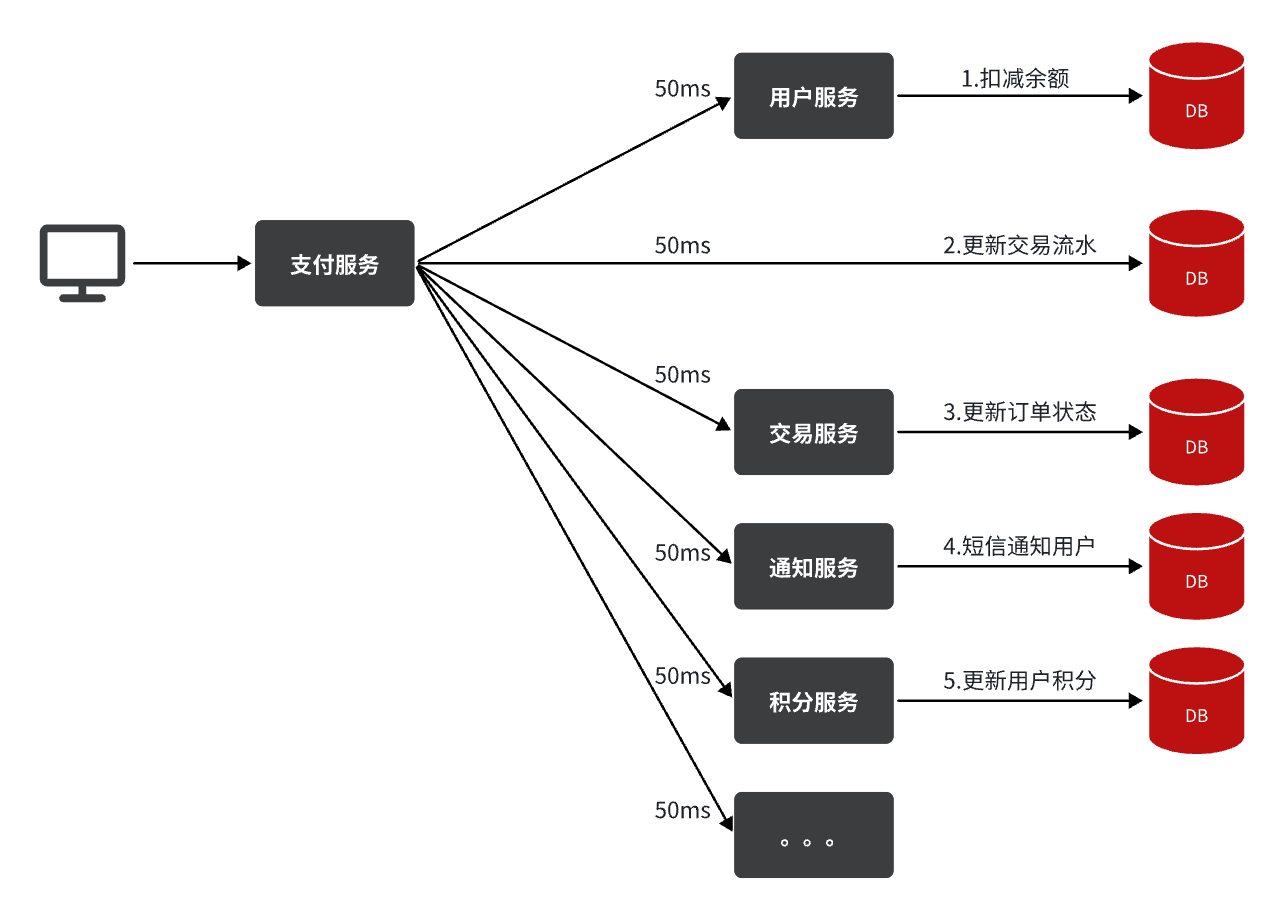 50ms
用户服务
1.扣减余额
DB
支付服务
50ms
2.更新交易流水
DB
50ms
交易服务
3.更新订单状态
DB
50ms
通知服务
4.短信通知用户
DB
50ms
积分服务
5.更新用户积分
DB
50ms
。。。